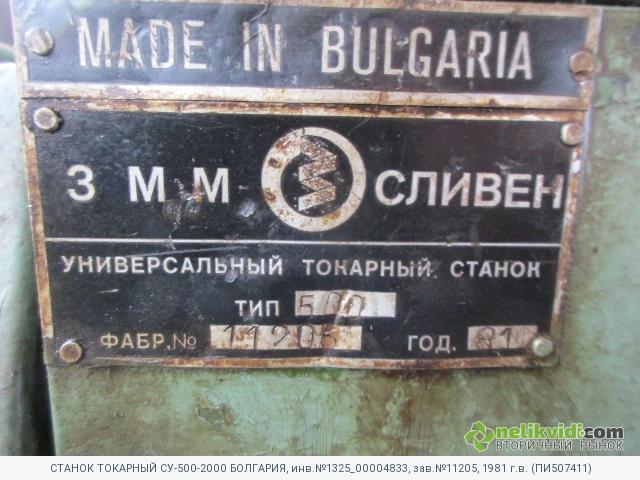 MADE IN BULGARIA
З М М СЛИВЕН
УНИВЕРСАЛЬНЫЙ ТОКАРНЫЙ СТАНОК
ТИП 500
ФАБР.№ 11205 ГОД. 81
nelikvidi.com
ВТОРИЧНЫЙ РЫНОК
СТАНОК ТОКАРНЫЙ СУ-500-2000 БОЛГАРИЯ, инв.№1325_00004833, зав.№11205, 1981 г.в. (ПИ507411)